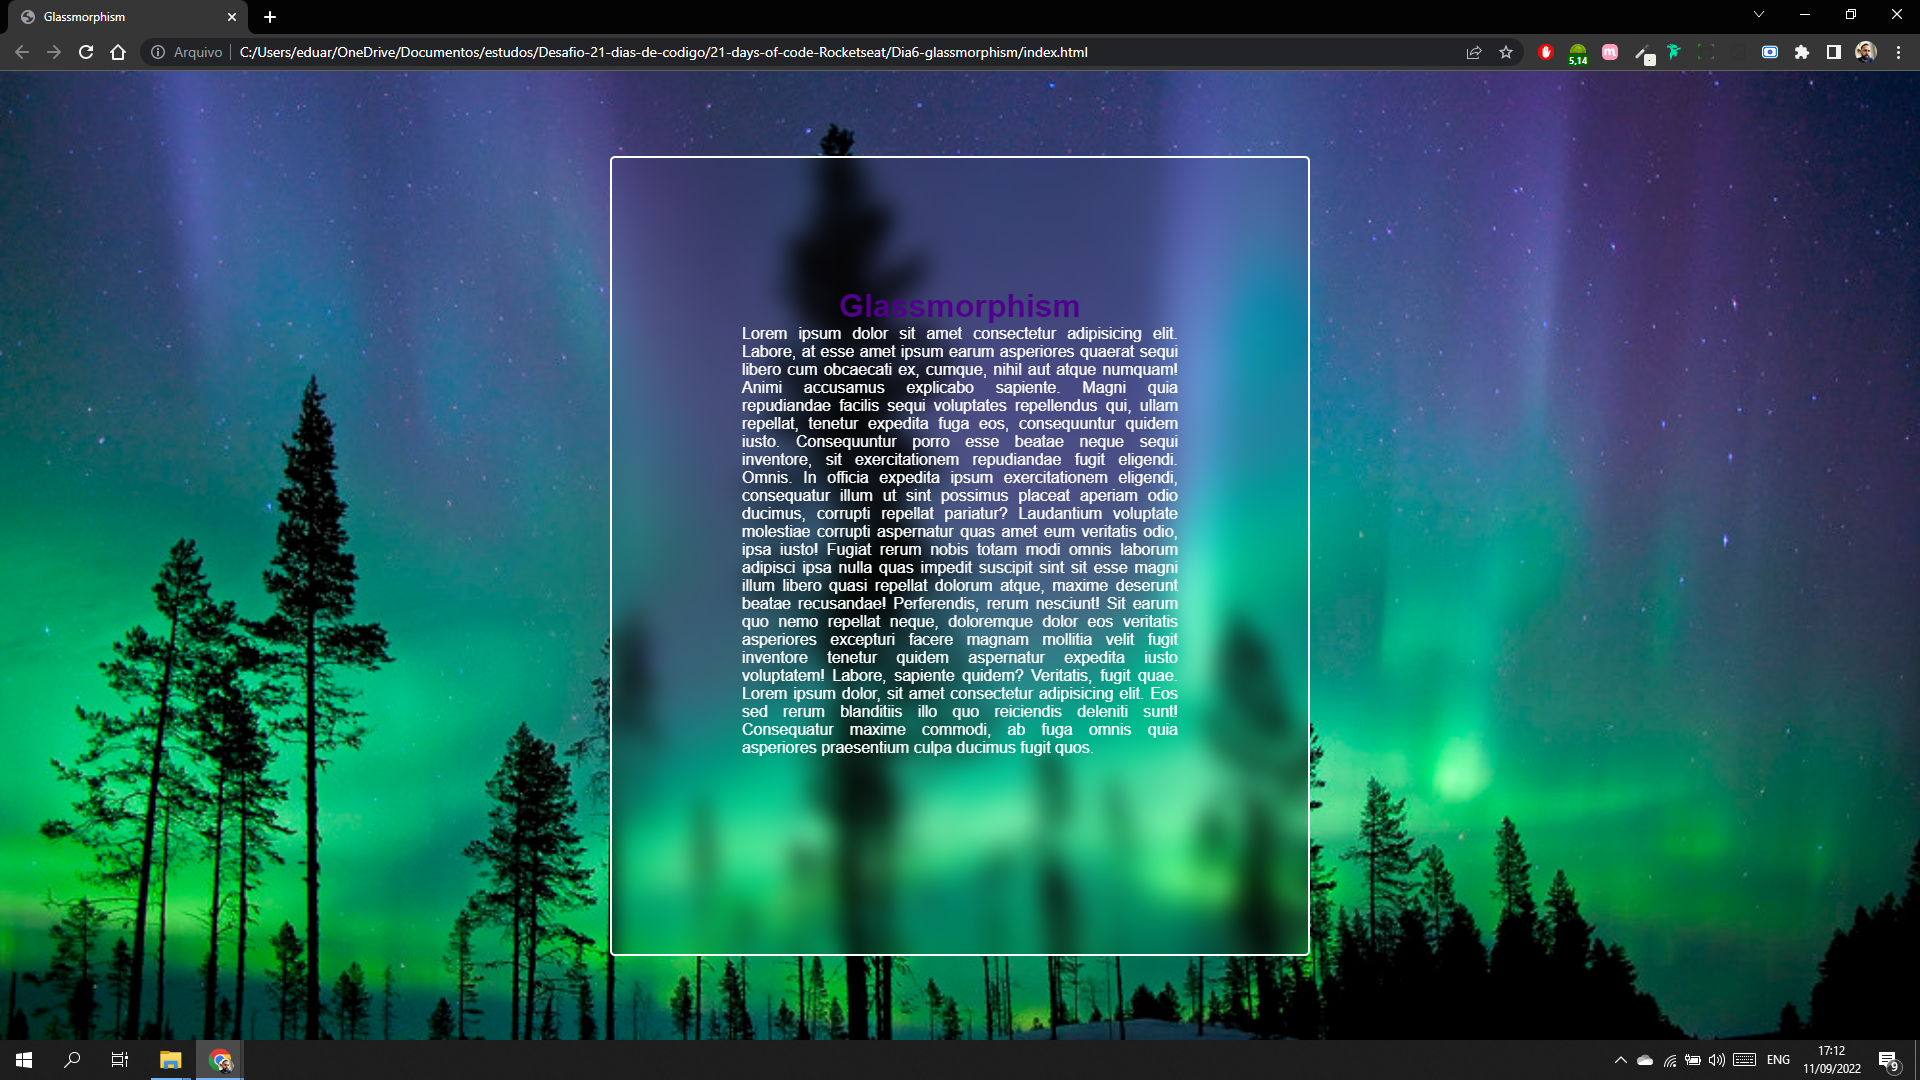 Glassmorphism
Arquivo C:/Users/eduar/OneDrive/Documentos/estudos/Desafio-21-dias-de-codigo/21-days-of-code-Rocketseat/Dia6-glassmorphism/index.html
5,14
m
Glassmorphism
Lorem ipsum dolor sit amet consectetur adipisicing elit.
Labore, at esse amet ipsum earum asperiores quaerat sequi
libero cum obcaecati ex, cumque, nihil aut atque numquam!
Animi accusamus explicabo sapiente. Magni quia
repudiandae facilis sequi voluptates repellendus qui, ullam
repellat, tenetur expedita fuga eos, consequuntur quidem
iusto. Consequuntur porro esse beatae neque sequi
inventore, sit exercitationem repudiandae fugit eligendi.
Omnis. In officia expedita ipsum exercitationem eligendi,
consequatur illum ut sint possimus placeat aperiam odio
ducimus, corrupti repellat pariatur? Laudantium voluptate
molestiae corrupti aspernatur quas amet eum veritatis odio,
ipsa iusto! Fugiat rerum nobis totam modi omnis laborum
adipisci ipsa nulla quas impedit suscipit sint sit esse magni
illum libero quasi repellat dolorum atque, maxime deserunt
beatae recusandae! Perferendis, rerum nesciunt! Sit earum
quo nemo repellat neque, doloremque dolor eos veritatis
asperiores excepturi facere magnam mollitia velit fugit
inventore tenetur quidem aspernatur expedita iusto
voluptatem! Labore, sapiente quidem? Veritatis, fugit quae.
Lorem ipsum dolor, sit amet consectetur adipisicing elit. Eos
sed rerum blanditiis illo quo reiciendis deleniti sunt!
Consequatur maxime commodi, ab fuga omnis quia
asperiores praesentium culpa ducimus fugit quos.
ENG
17:12
11/09/2022
9